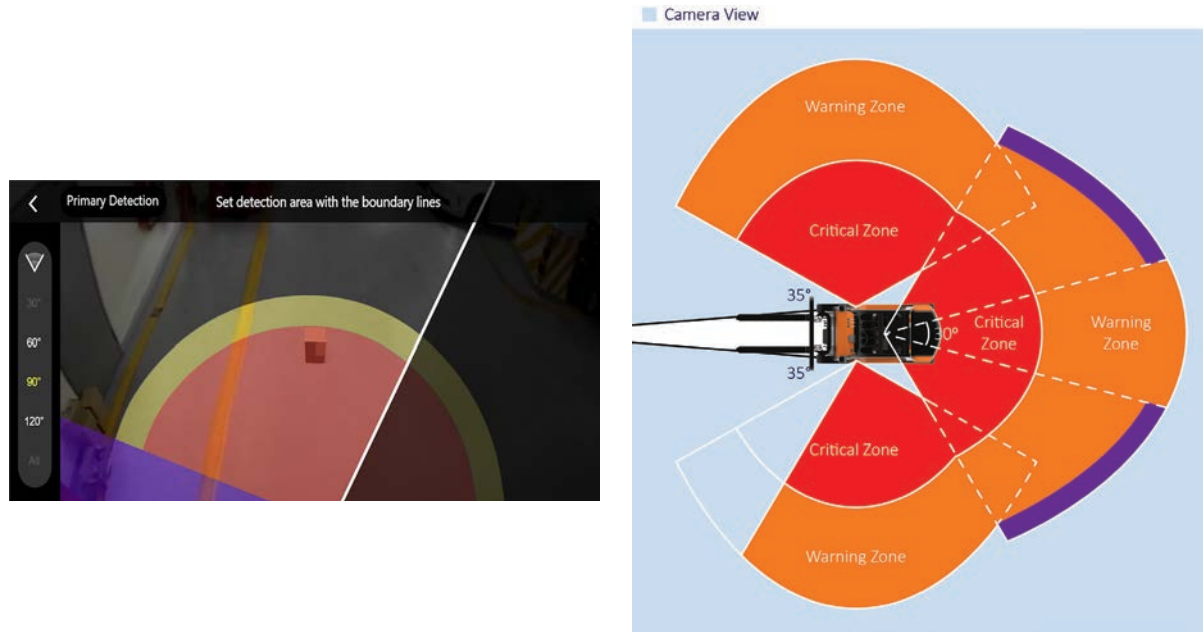 Primary Detection
Set detection area with the boundary lines
30°
60°
90°
120°
All
Camera View
Warning Zone
Critical Zone
35°
0°
Critical
Zone
Warning
Zone
35°
Critical Zone
Warning Zone